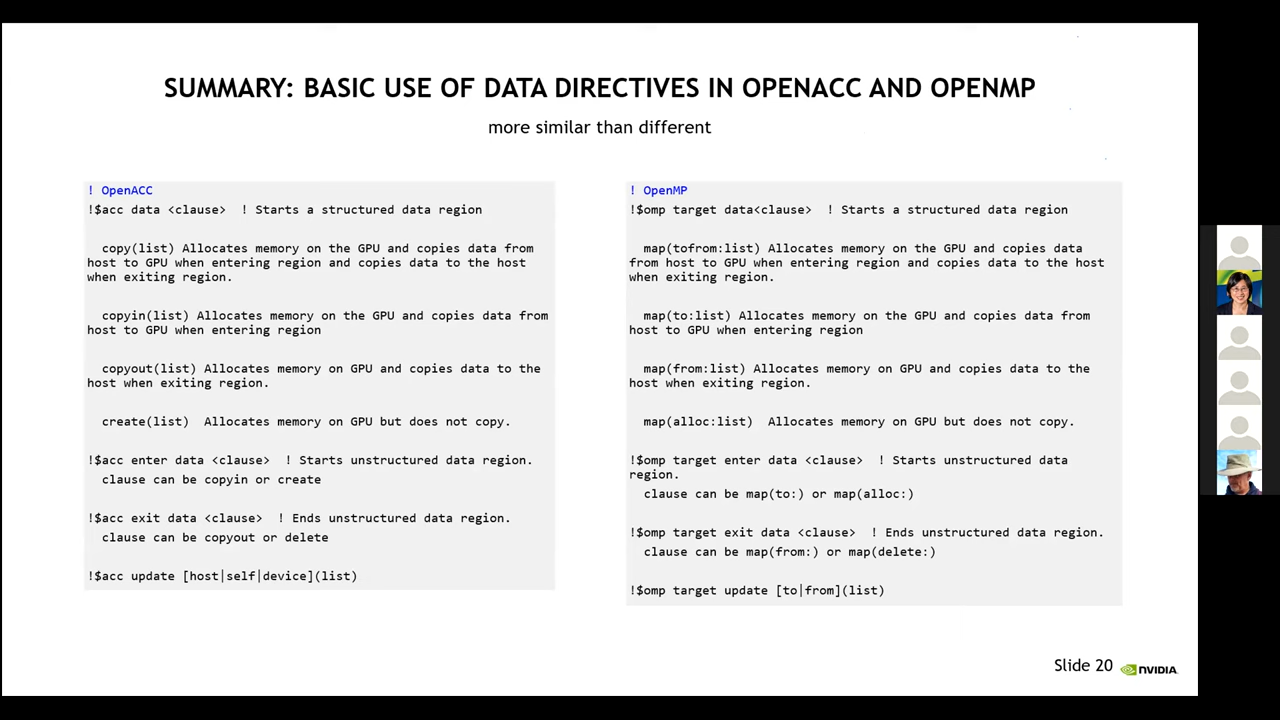 SUMMARY: BASIC USE OF DATA DIRECTIVES IN OPENACC AND OPENMP
more similar than different
! OpenACC
!$acc data <clause>  ! Starts a structured data region
copy(list) Allocates memory on the GPU and copies data from
host to GPU when entering region and copies data to the host
when exiting region.
copyin(list) Allocates memory on the GPU and copies data from
host to GPU when entering region
copyout(list) Allocates memory on GPU and copies data to the
host when exiting region.
create(list)  Allocates memory on GPU but does not copy.
!$acc enter data <clause>  ! Starts unstructured data region.
clause can be copyin or create
!$acc exit data <clause>  ! Ends unstructured data region.
clause can be copyout or delete
!$acc update [host|self|device](list)
! OpenMP
!$omp target data<clause>  ! Starts a structured data region
map(tofrom:list) Allocates memory on the GPU and copies data
from host to GPU when entering region and copies data to the host
when exiting region.
map(to:list) Allocates memory on the GPU and copies data from
host to GPU when entering region
map(from:list) Allocates memory on GPU and copies data to the
host when exiting region.
map(alloc:list)  Allocates memory on GPU but does not copy.
!$omp target enter data <clause>  ! Starts unstructured data
region.
clause can be map(to:) or map(alloc:)
!$omp target exit data <clause>  ! Ends unstructured data region.
clause can be map(from:) or map(delete:)
!$omp target update [to|from](list)
Slide 20
NVIDIA